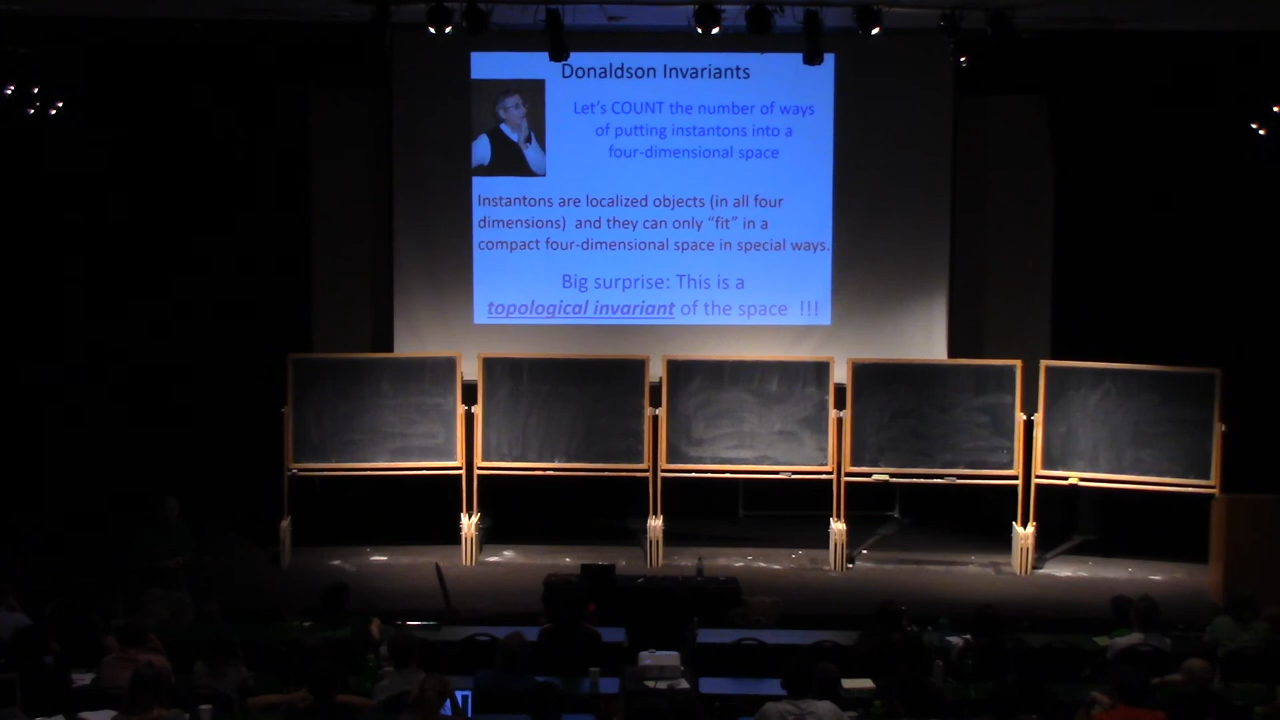 Donaldson Invariants
Let's COUNT the number of ways
of putting instantons into a
four-dimensional space
Instantons are localized objects (in all four
dimensions)  and they can only "fit" in a
compact four-dimensional space in special ways.
Big surprise: This is a
topological invariant of the space  !!!